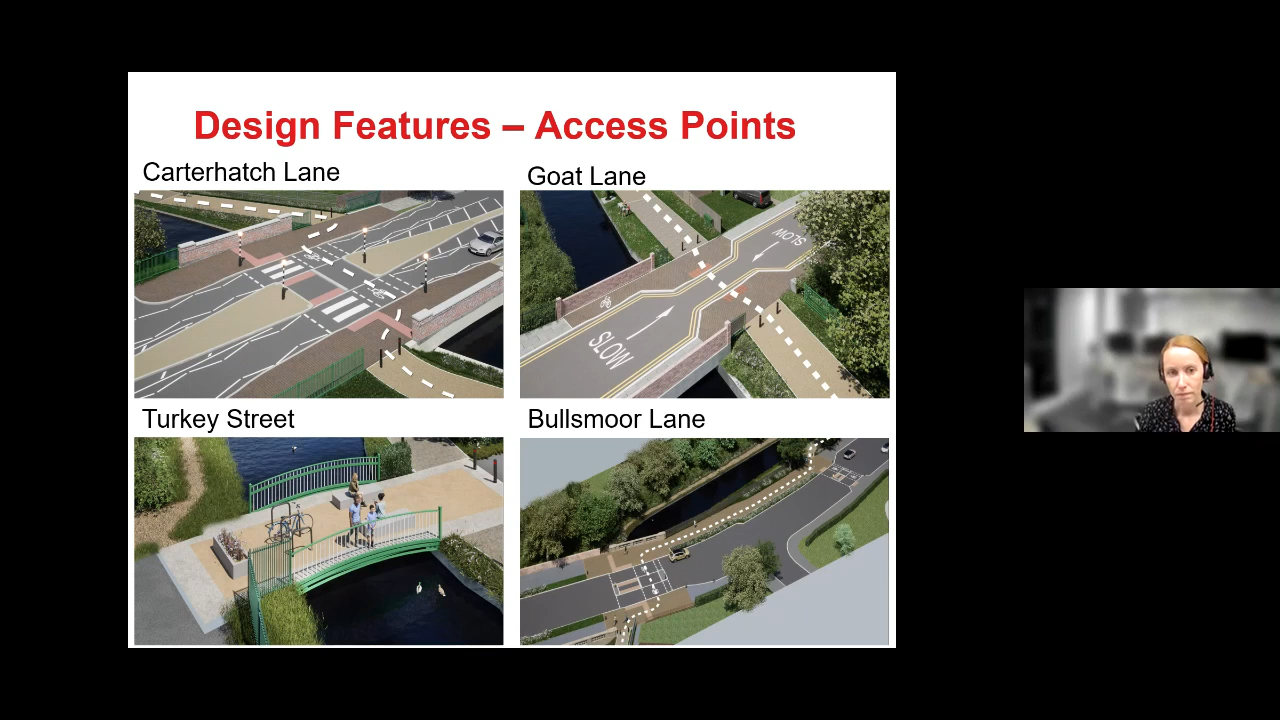 Design Features – Access Points
Carterhatch Lane
Goat Lane
SLOW
SLOW
Turkey Street
Bullsmoor Lane